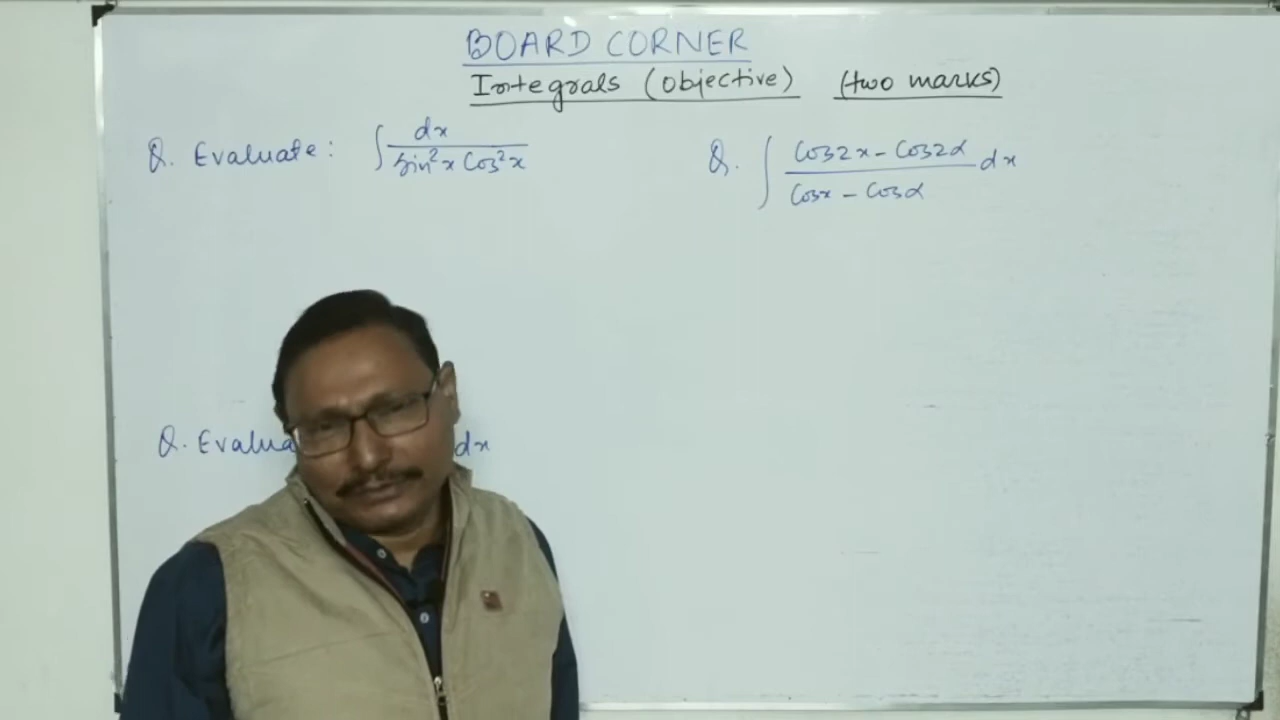 BOARD CORNER
Integrals (Objective) (two marks)
Q. Evaluate: ∫ dx / sin²x Cos²x
Q. ∫ Cos2x - Cos2α / Cosx - Cosα dx
Q. Evalua dx